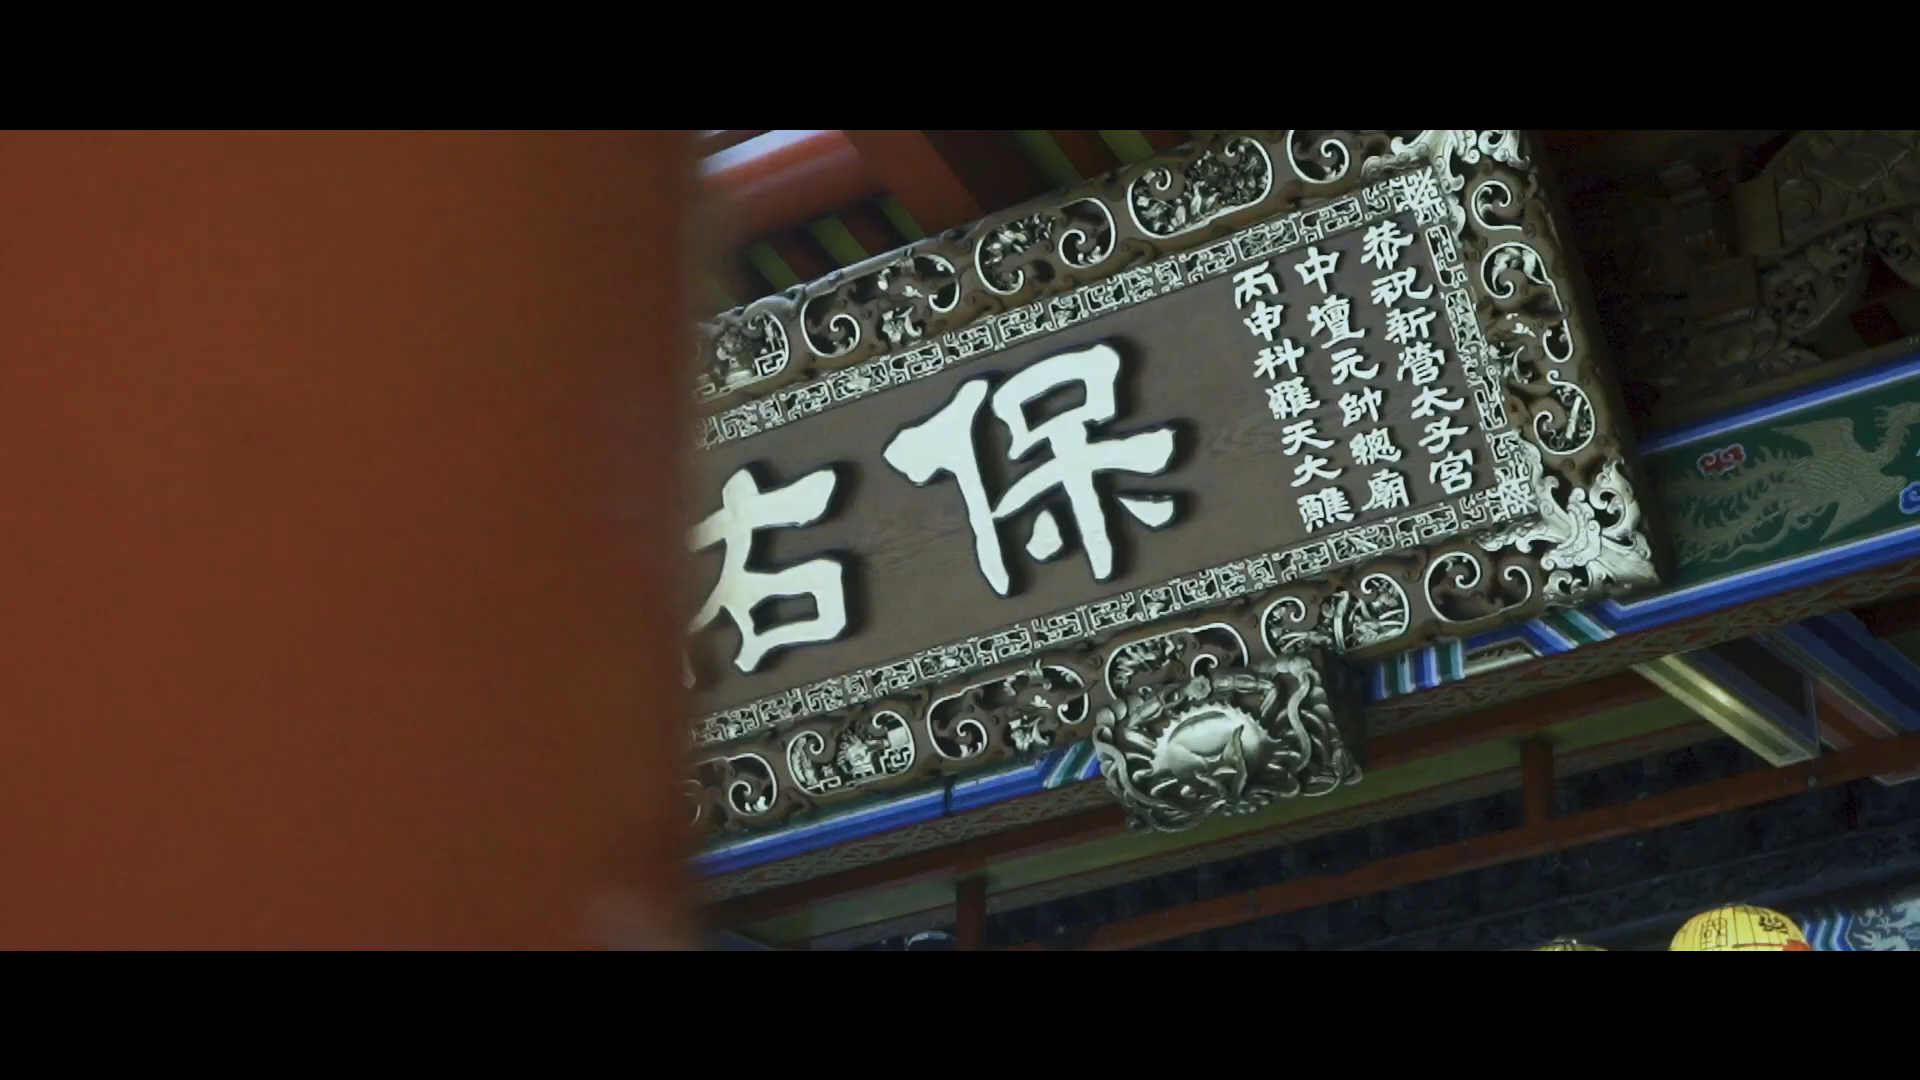 恭祝新營太子宮
中壇元帥總廟
丙申科羅天大醮
保